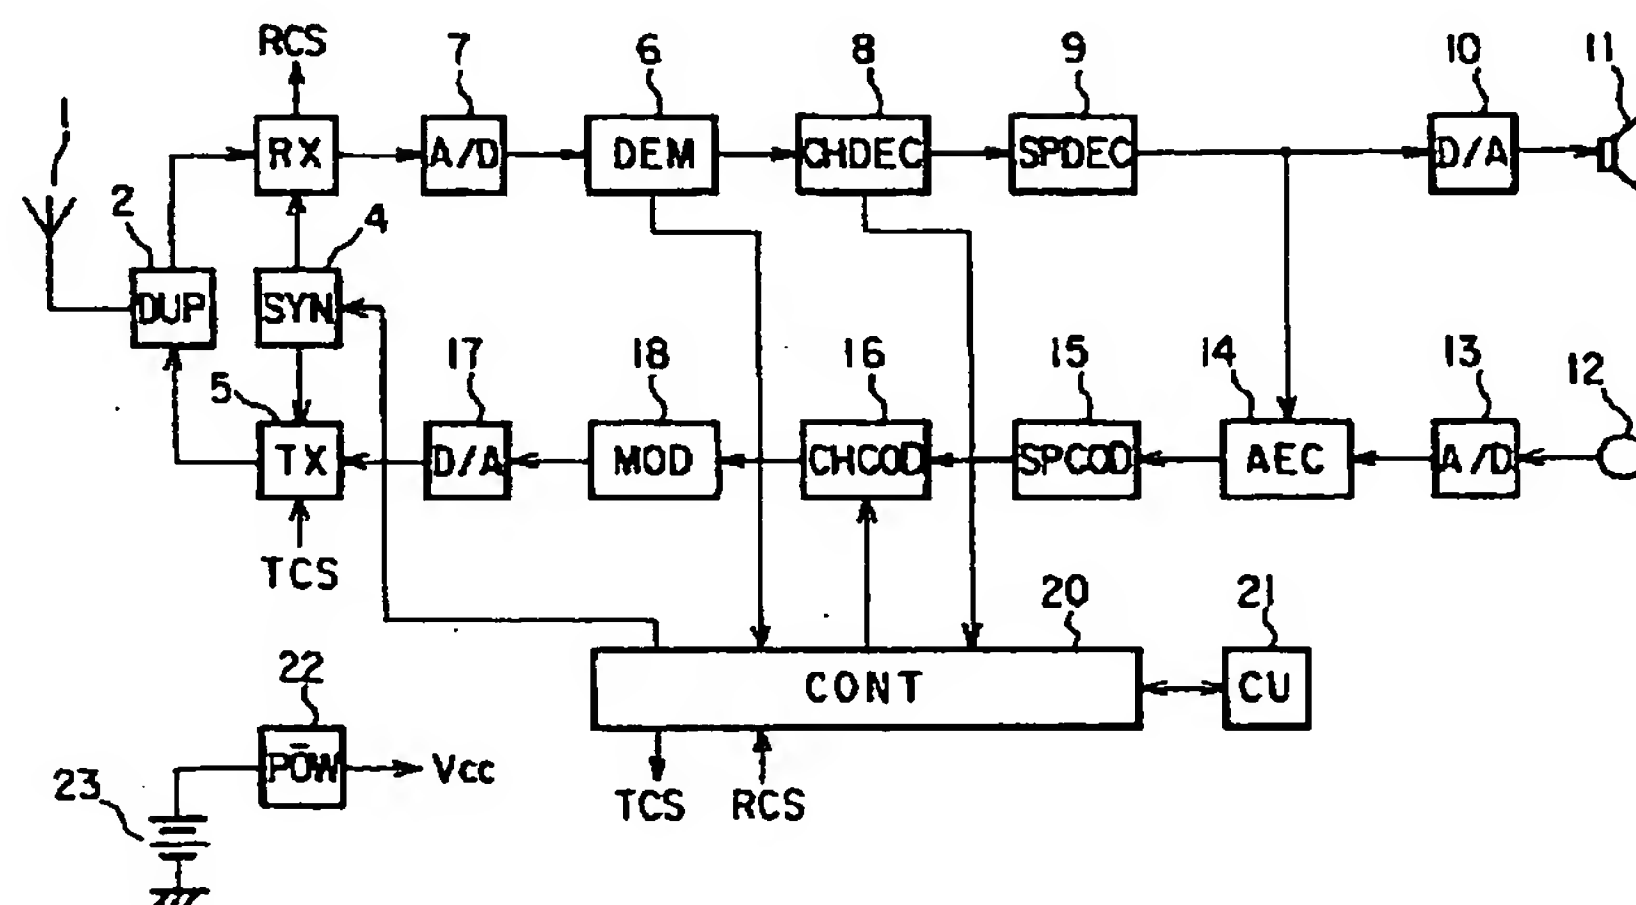 RCS 7 6 8 9 10 11
1 RX A/D DEM CHDEC SPDEC D/A
2 4
DUP SYN
5 17 18 16 15 14 13 12
TX D/A MOD CHCOD SPCOD AEC A/D
TCS 20 21
22 CONT CU
23 POW Vcc TCS RCS